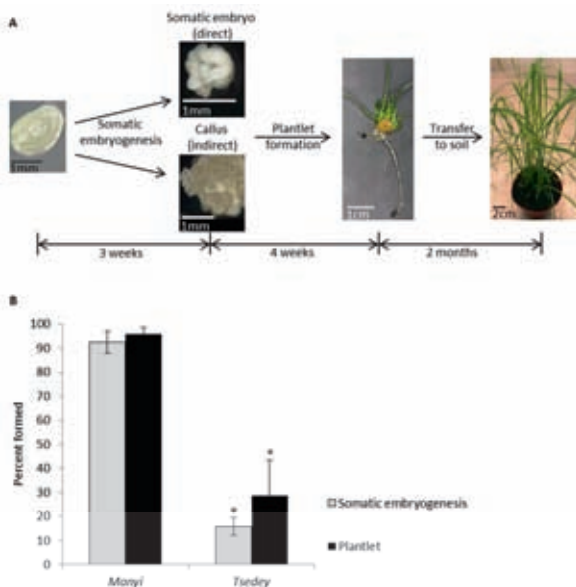 A
Somatic embryo
(direct)
1mm
Somatic
embryogenesis
1mm
Callus
(indirect)
1mm
Plantlet
formation
1cm
Transfer
to soil
2cm
3 weeks
4 weeks
2 months
B
100
90
80
70
60
50
40
30
20
10
0
Percent formed
*
*
Manyi
Tsedey
Somatic embryogenesis
Plantlet